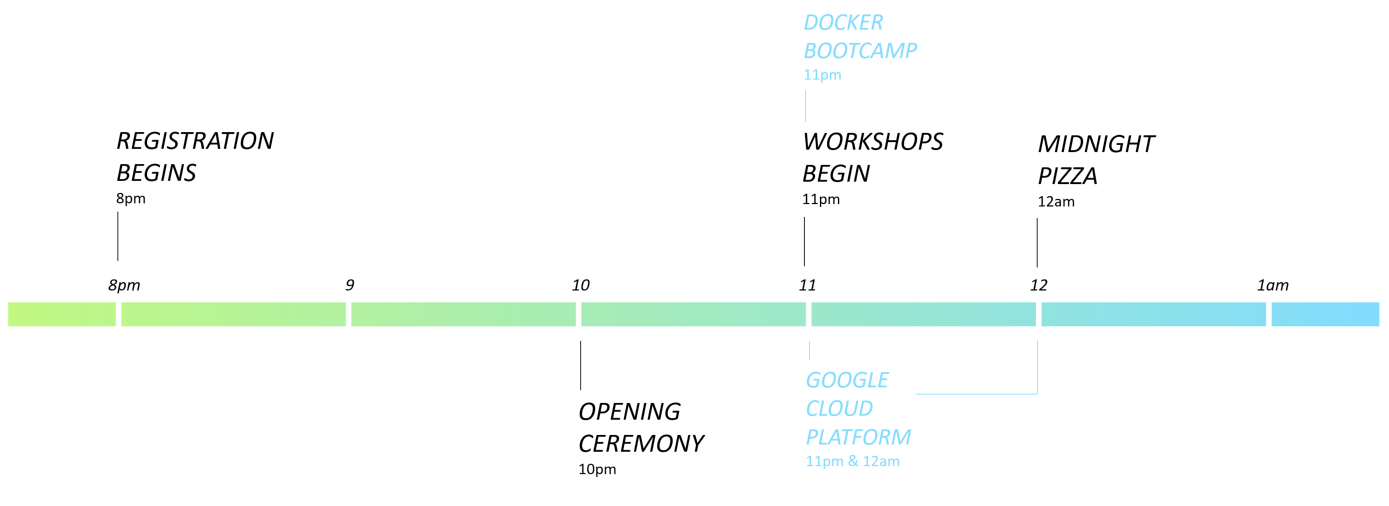 DOCKER
BOOTCAMP
11pm
REGISTRATION
BEGINS
8pm
WORKSHOPS
BEGIN
11pm
MIDNIGHT
PIZZA
12am
8pm 9 10 11 12 1am
OPENING
CEREMONY
10pm
GOOGLE
CLOUD
PLATFORM
11pm & 12am